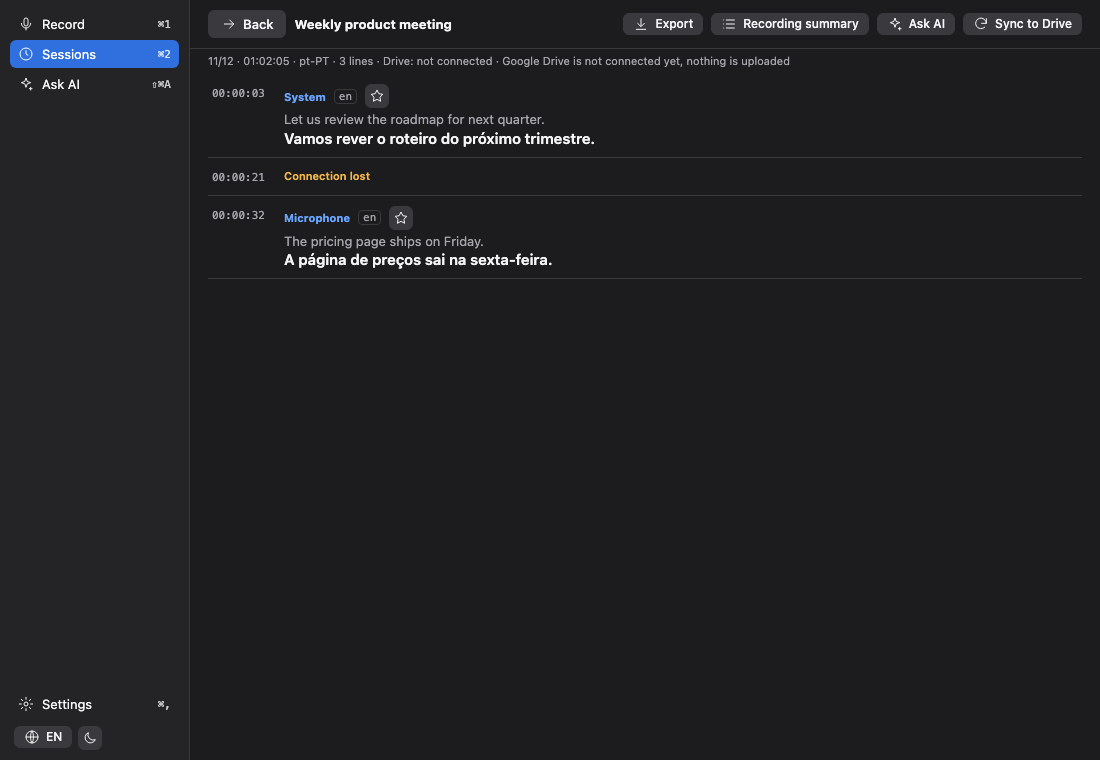 Record ⌘1
Sessions ⌘2
Ask AI ⇧⌘A
Back Weekly product meeting Export Recording summary Ask AI Sync to Drive
11/12 · 01:02:05 · pt-PT · 3 lines · Drive: not connected · Google Drive is not connected yet, nothing is uploaded
00:00:03 System en
Let us review the roadmap for next quarter.
Vamos rever o roteiro do próximo trimestre.
00:00:21 Connection lost
00:00:32 Microphone en
The pricing page ships on Friday.
A página de preços sai na sexta-feira.
Settings ⌘,
EN